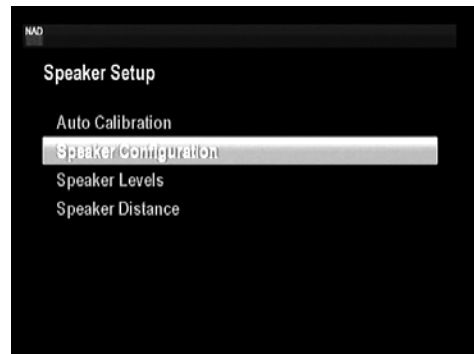 NAD
Speaker Setup
Auto Calibration
Speaker Configuration
Speaker Levels
Speaker Distance